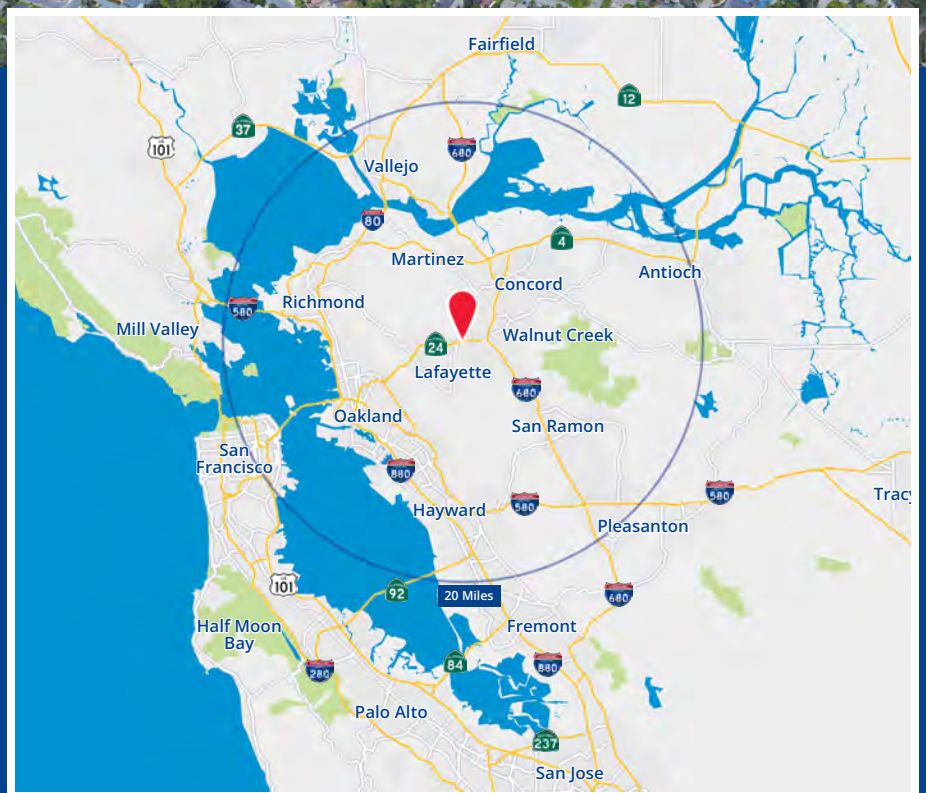 Fairfield
12
37
101
680
Vallejo
80
4
Martinez
Antioch
Concord
Richmond
580
Mill Valley
Walnut Creek
24
Lafayette
680
Oakland
San Ramon
San
Francisco
880
580
Tracy
Hayward
580
Pleasanton
101
92
20 Miles
680
Half Moon
Bay
Fremont
84
880
280
Palo Alto
237
San Jose